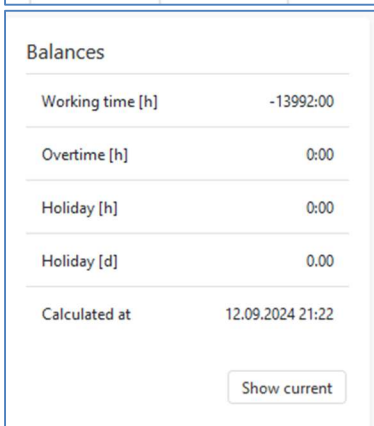 Balances
Working time [h] -13992:00
Overtime [h] 0:00
Holiday [h] 0:00
Holiday [d] 0.00
Calculated at 12.09.2024 21:22
Show current